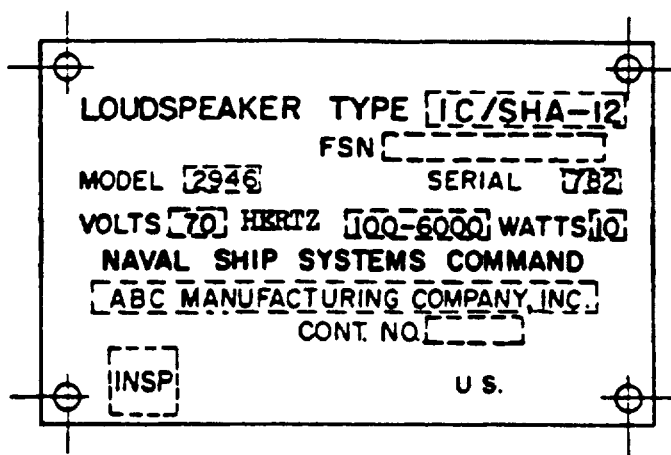 LOUDSPEAKER TYPE IC/SHA-12
FSN
MODEL 2946 SERIAL 782
VOLTS 70 HERTZ 100-6000 WATTS 10
NAVAL SHIP SYSTEMS COMMAND
ABC MANUFACTURING COMPANY, INC.
CONT. NO.
INSP U S.